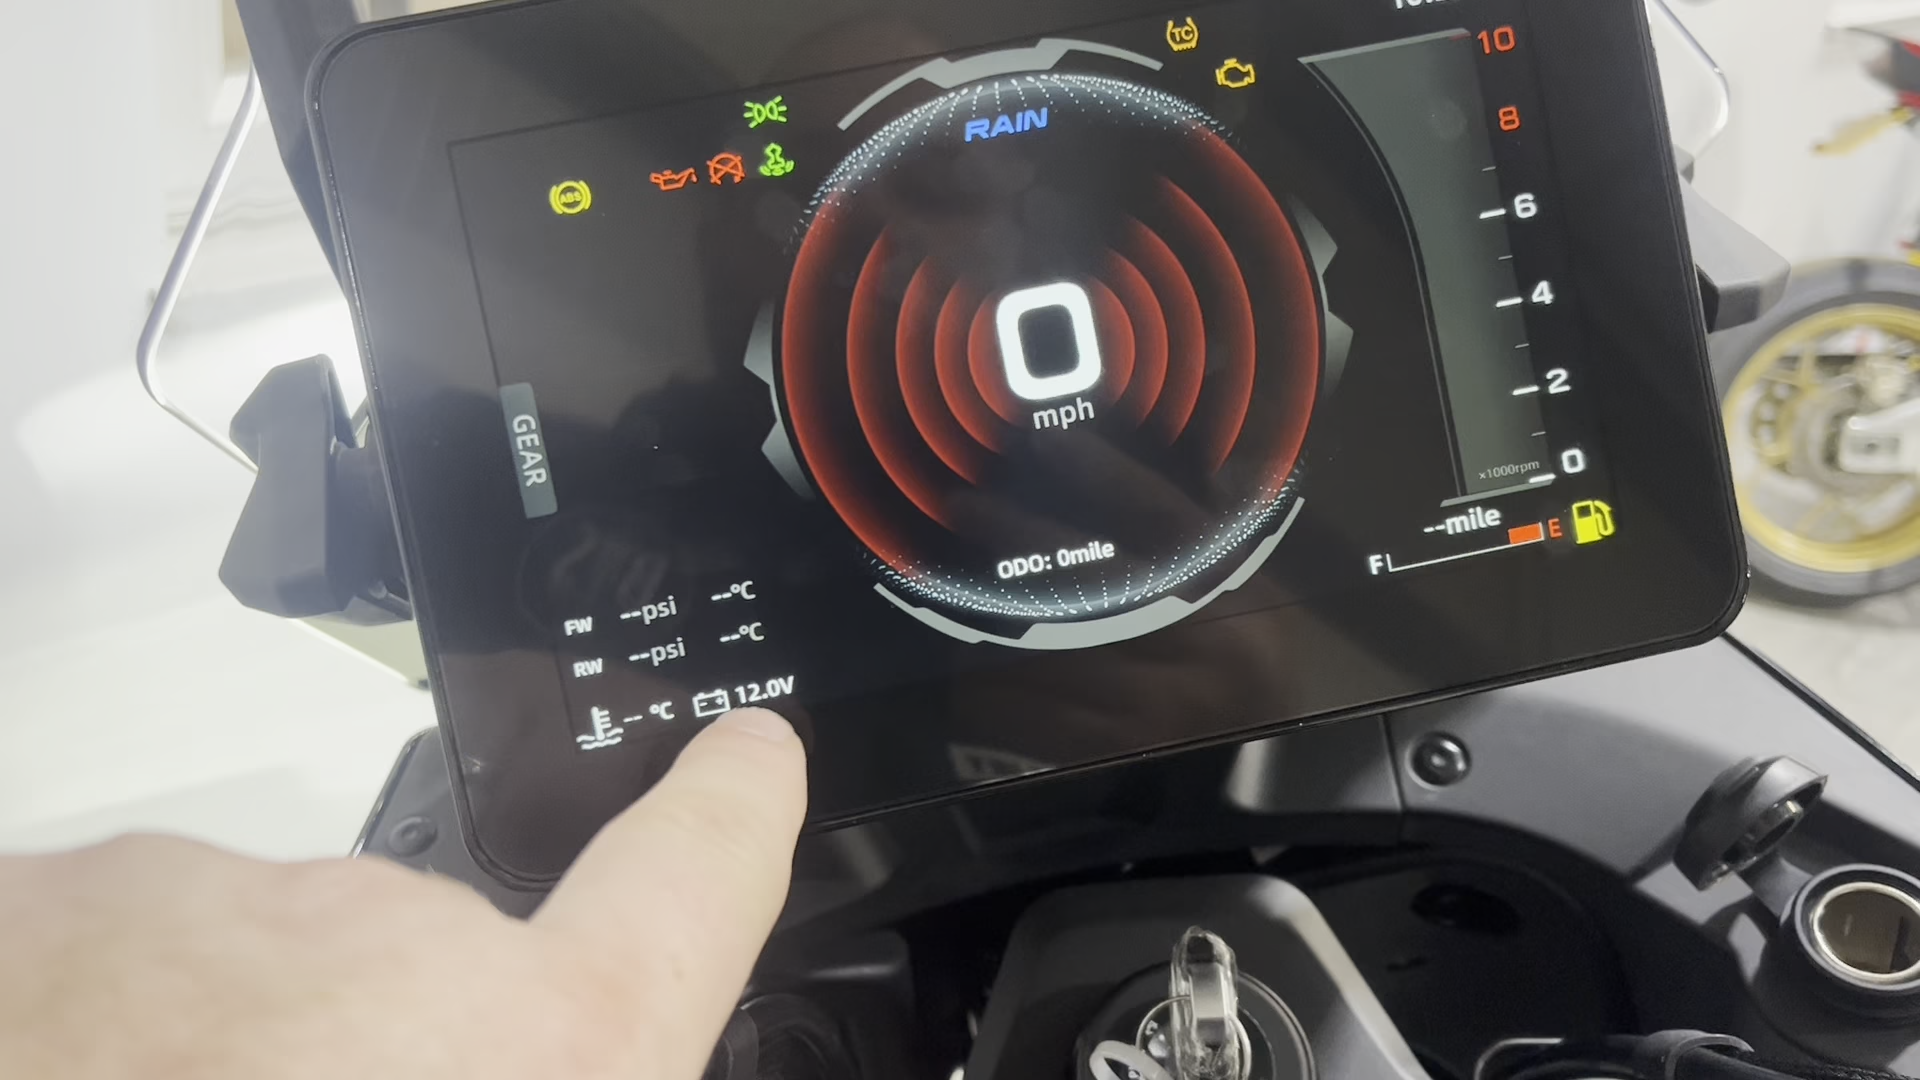 TC
RAIN
ABS
10
8
6
4
2
0
x1000rpm
0
mph
GEAR
ODO: 0mile
--mile
F
E
FW --psi --°C
RW --psi --°C
-- °C 12.0V